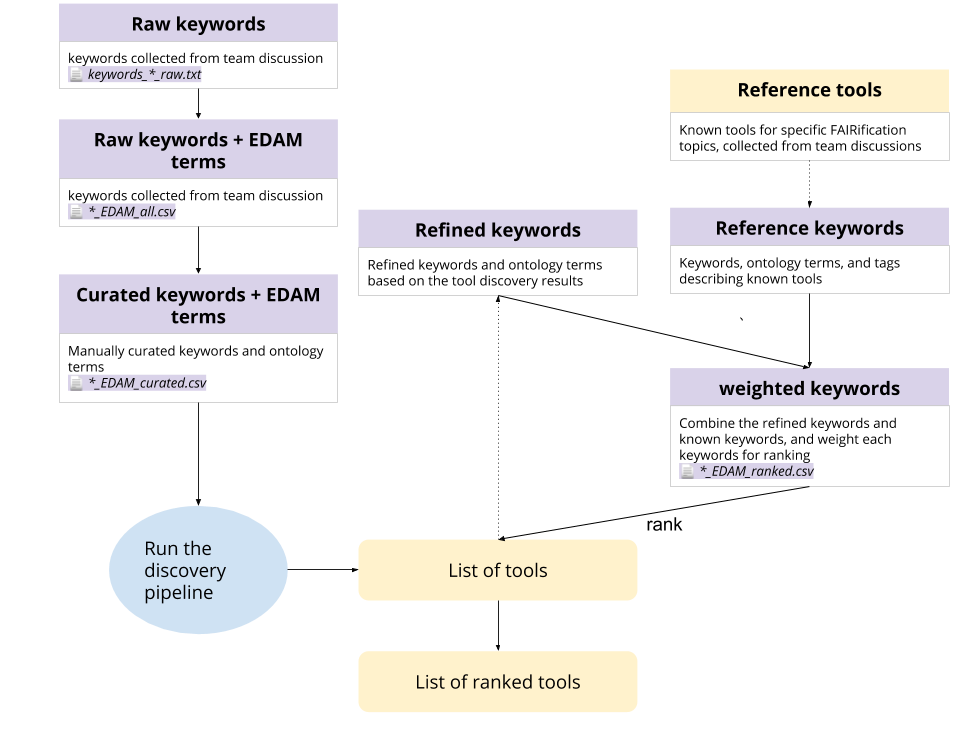 Raw keywords
keywords collected from team discussion
keywords_*_raw.txt
Raw keywords + EDAM
terms
keywords collected from team discussion
*_EDAM_all.csv
Curated keywords + EDAM
terms
Manually curated keywords and ontology
terms
*_EDAM_curated.csv
Run the
discovery
pipeline
Refined keywords
Refined keywords and ontology terms
based on the tool discovery results
Reference tools
Known tools for specific FAIRification
topics, collected from team discussions
Reference keywords
Keywords, ontology terms, and tags
describing known tools
`
weighted keywords
Combine the refined keywords and
known keywords, and weight each
keywords for ranking
*_EDAM_ranked.csv
rank
List of tools
List of ranked tools